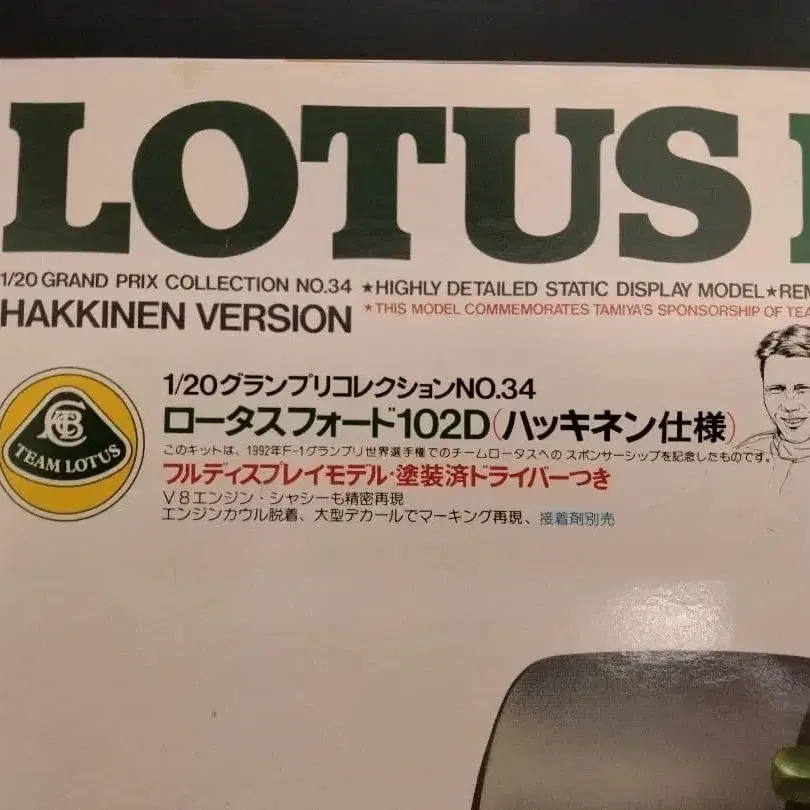 LOTUS
1/20 GRAND PRIX COLLECTION NO.34 ★HIGHLY DETAILED STATIC DISPLAY MODEL★REM
HAKKINEN VERSION ★THIS MODEL COMMEMORATES TAMIYA'S SPONSORSHIP OF TEA
1/20グランプリコレクションNO.34
ロータスフォード102D(ハッキネン仕様)
このキットは、1992年F-1グランプリ世界選手権でのチームロータスへの スポンサーシップを記念したものです。
フルディスプレイモデル・塗装済ドライバーつき
V8エンジン・シャシーも精密再現
エンジンカウル脱着、大型デカールでマーキング再現、接着剤別売
TEAM LOTUS